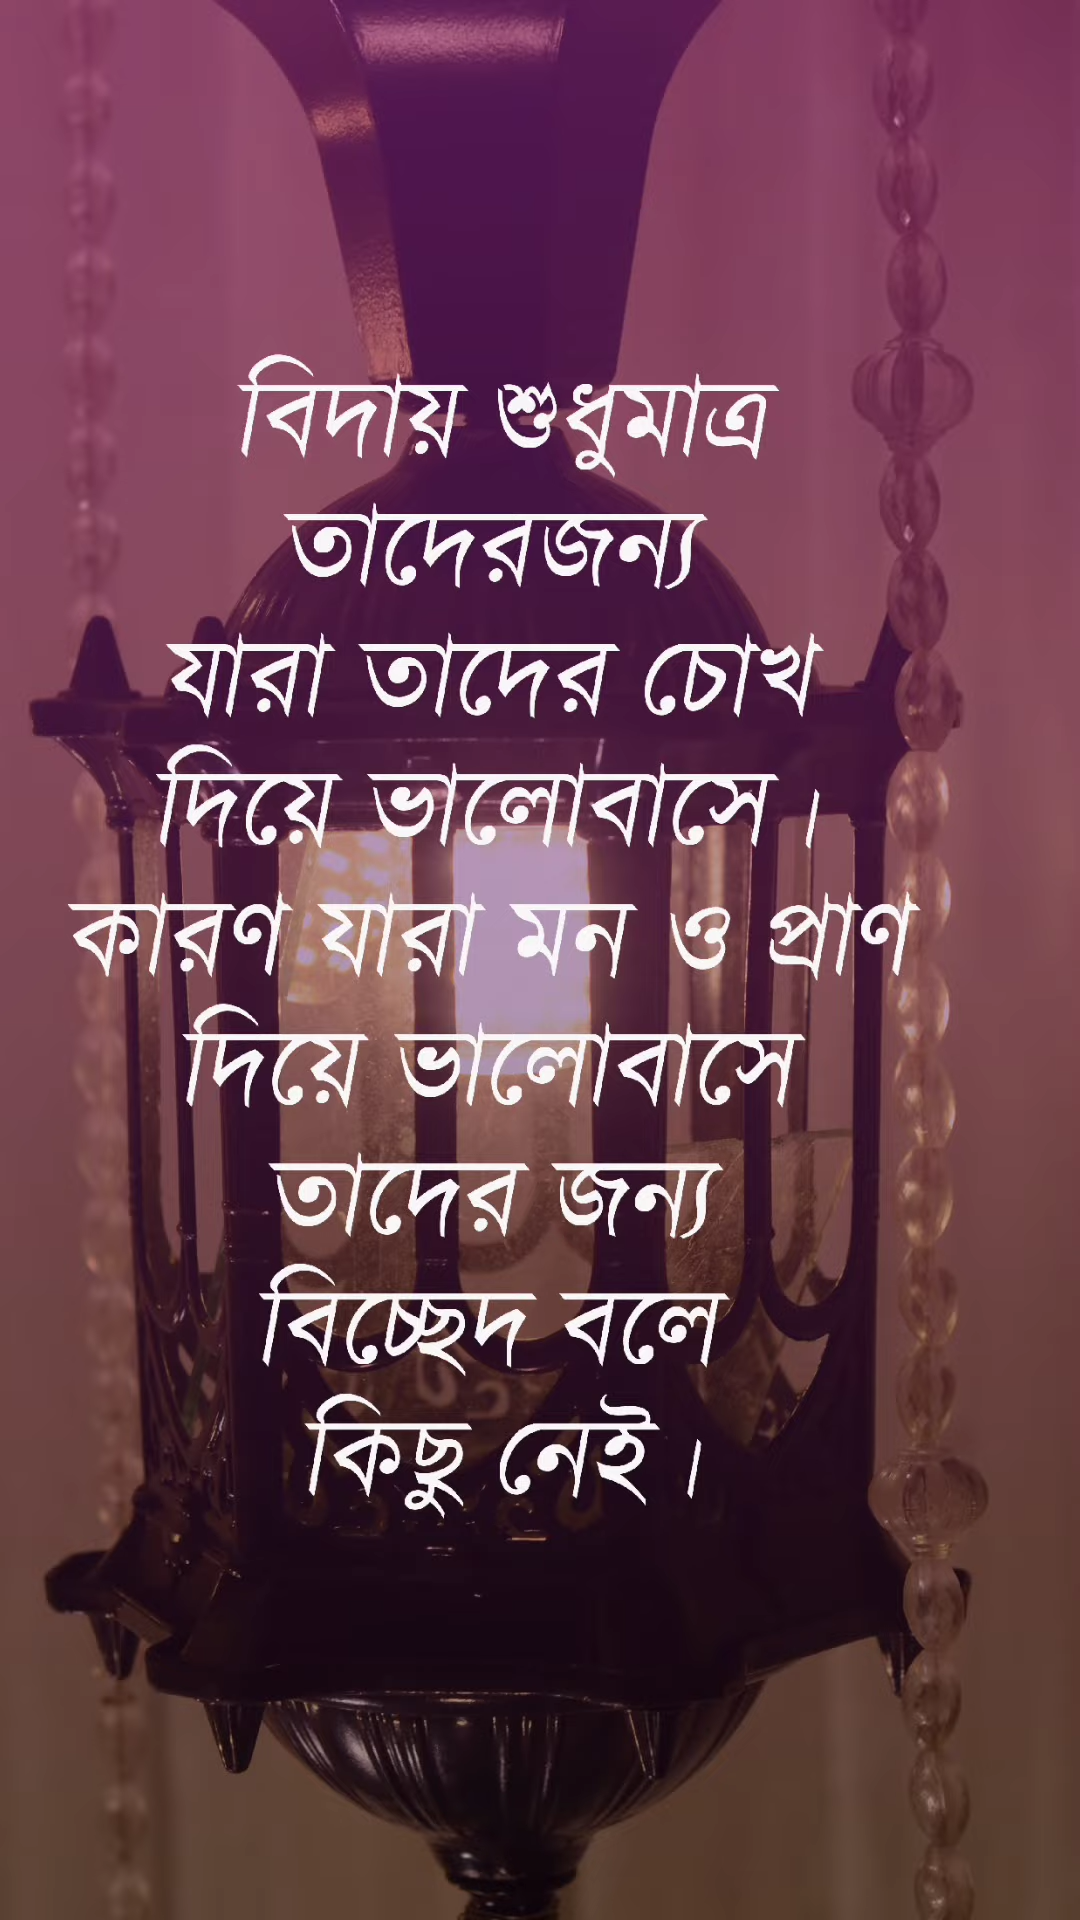 বিদায় শুধুমাত্র
তাদেরজন্য
যারা তাদের চোখ
দিয়ে ভালোবাসে।
কারণ যারা মন ও প্রাণ
দিয়ে ভালোবাসে
তাদের জন্য
বিচ্ছেদ বলে
কিছু নেই।